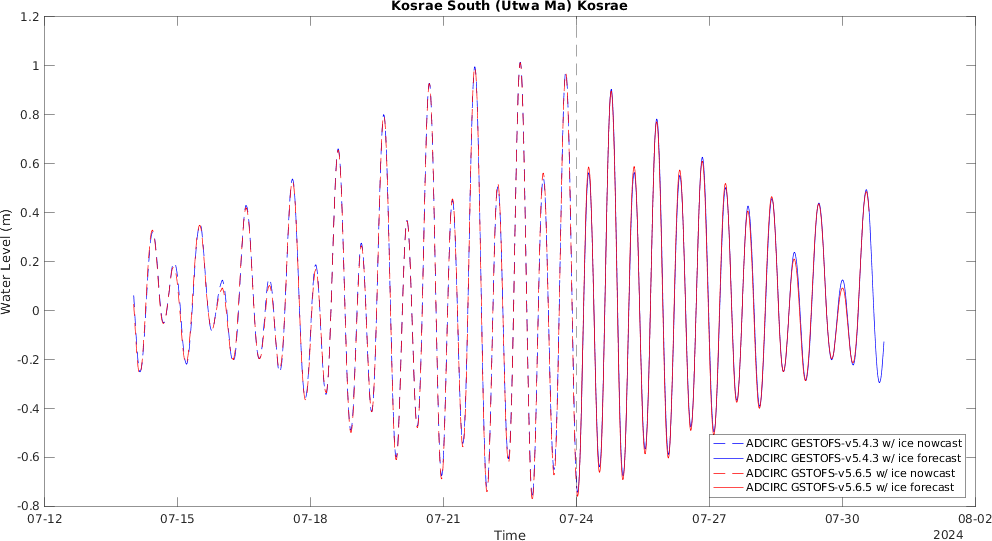 Kosrae South (Utwa Ma) Kosrae
1.2
1
0.8
0.6
0.4
0.2
0
-0.2
-0.4
-0.6
-0.8
Water Level (m)
ADCIRC GESTOFS-v5.4.3 w/ ice nowcast
ADCIRC GESTOFS-v5.4.3 w/ ice forecast
ADCIRC GSTOFS-v5.6.5 w/ ice nowcast
ADCIRC GSTOFS-v5.6.5 w/ ice forecast
07-12 07-15 07-18 07-21 07-24 07-27 07-30 08-02
Time
2024